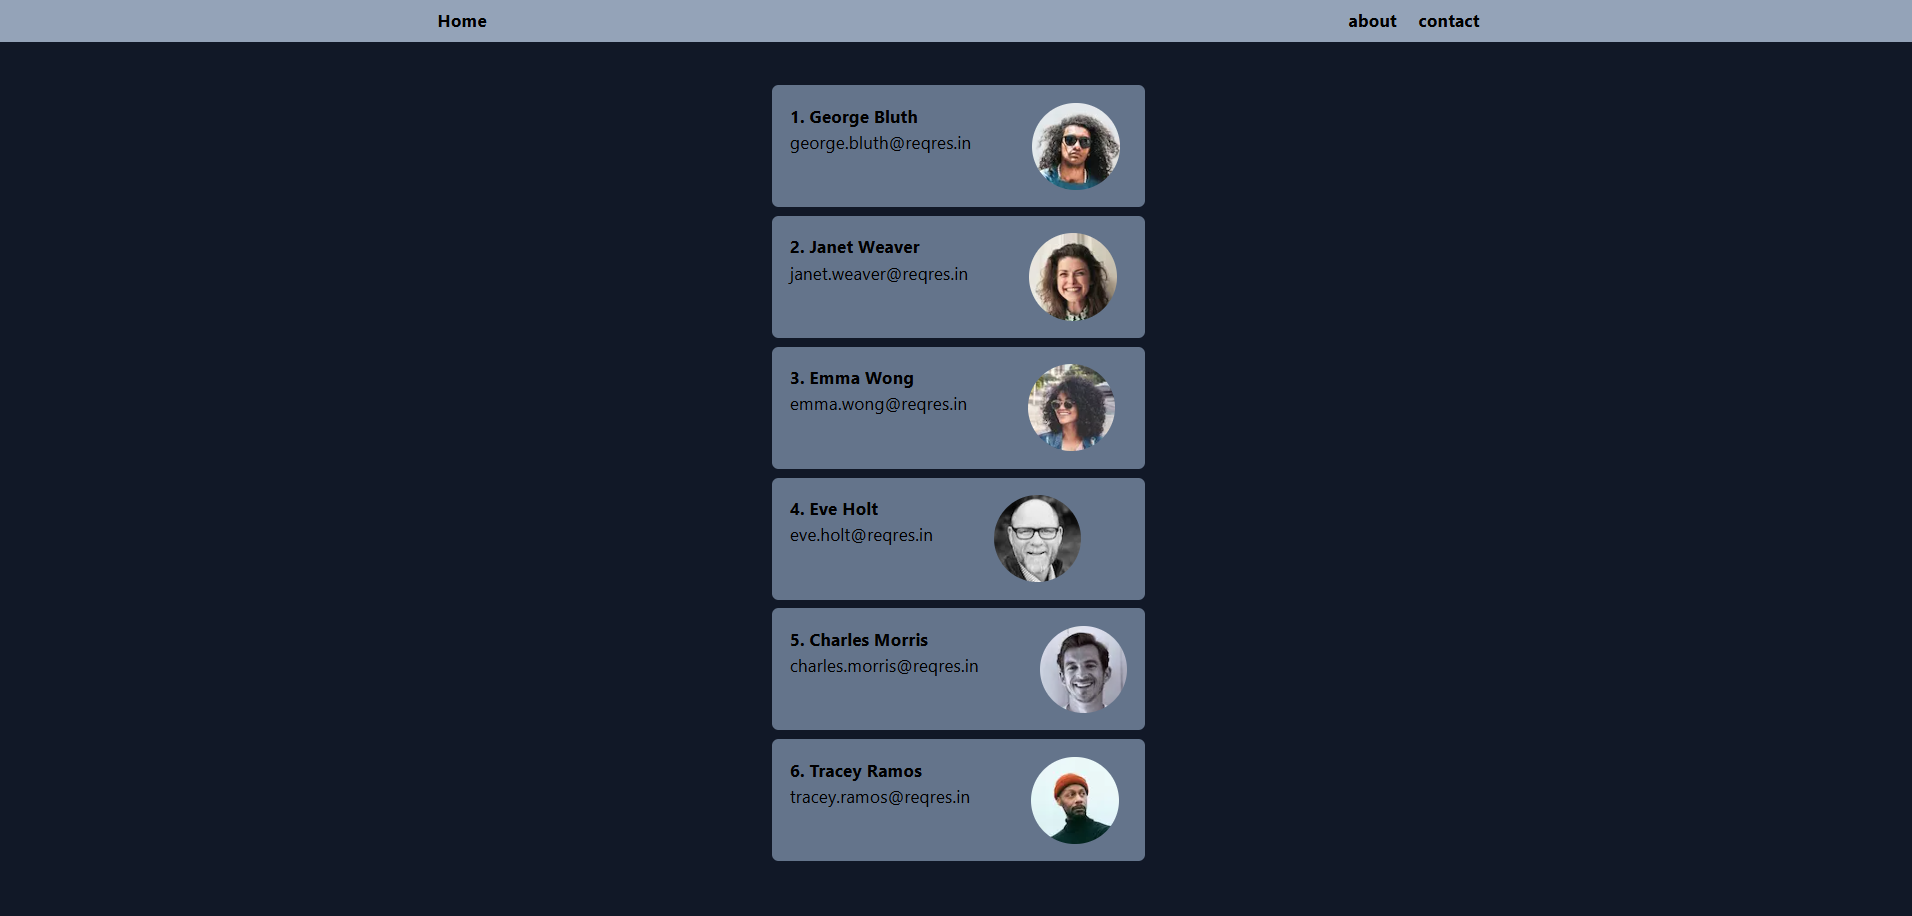 Home about contact
1. George Bluth
george.bluth@reqres.in
2. Janet Weaver
janet.weaver@reqres.in
3. Emma Wong
emma.wong@reqres.in
4. Eve Holt
eve.holt@reqres.in
5. Charles Morris
charles.morris@reqres.in
6. Tracey Ramos
tracey.ramos@reqres.in